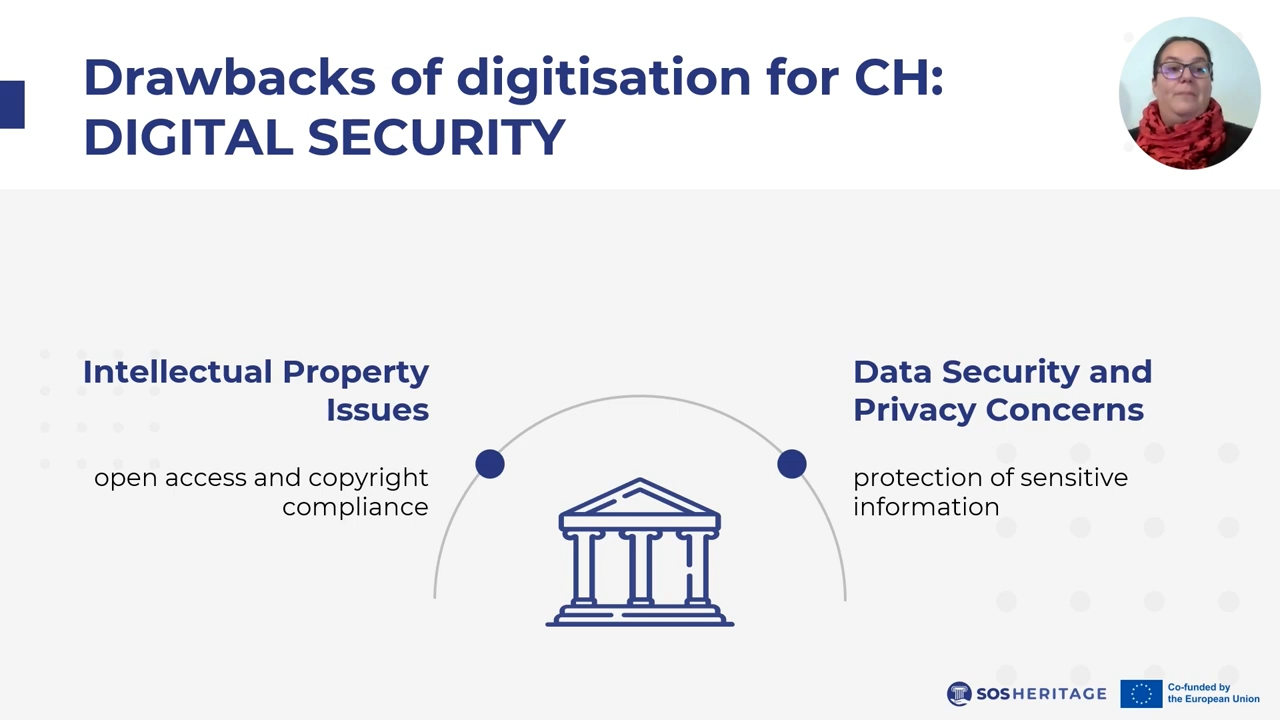 Drawbacks of digitisation for CH:
DIGITAL SECURITY
Intellectual Property
Issues
open access and copyright
compliance
Data Security and
Privacy Concerns
protection of sensitive
information
SOSHERITAGE
Co-funded by
the European Union